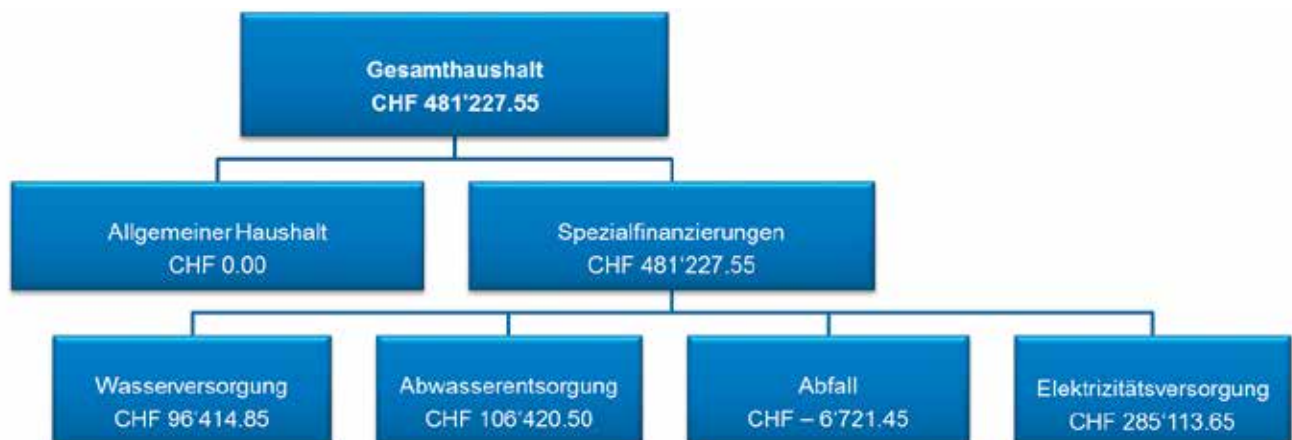 Gesamthaushalt
CHF 481‘227.55
Allgemeiner Haushalt
CHF 0.00
Spezialfinanzierungen
CHF 481‘227.55
Wasserversorgung
CHF 96‘414.85
Abwasserentsorgung
CHF 106‘420.50
Abfall
CHF – 6‘721.45
Elektrizitätsversorgung
CHF 285‘113.65